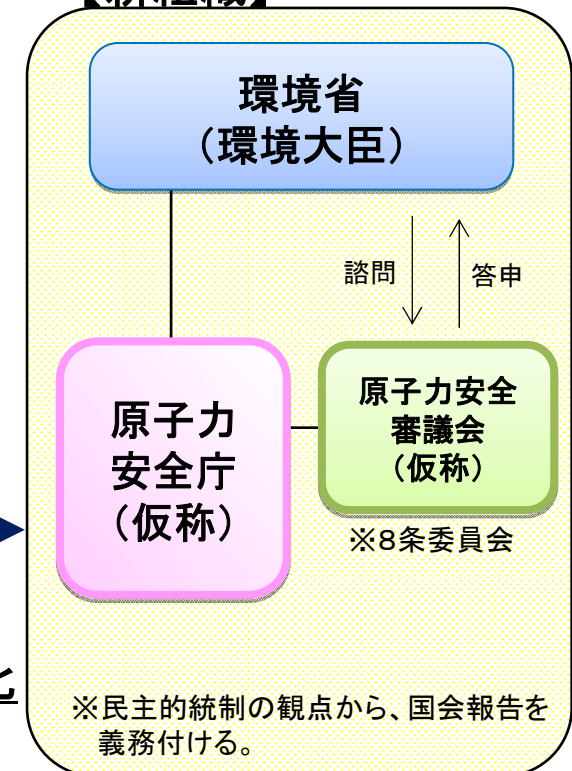 環境省
（環境大臣）
諮問
答申
原子力
安全庁
（仮称）
原子力安全
審議会
（仮称）
※８条委員会
※民主的統制の観点から、国会報告を
義務付ける。